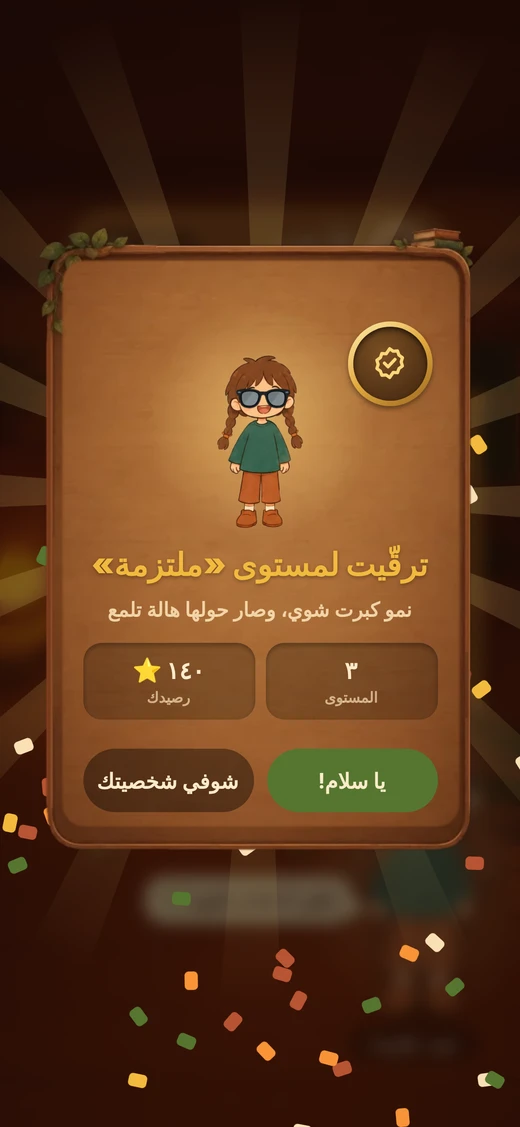 ترقّيت لمستوى «ملتزمة»
نمو كبرت شوي، وصار حولها هالة تلمع
٣
المستوى
١٤٠ ⭐
رصيدك
يا سلام!
شوفي شخصيتك